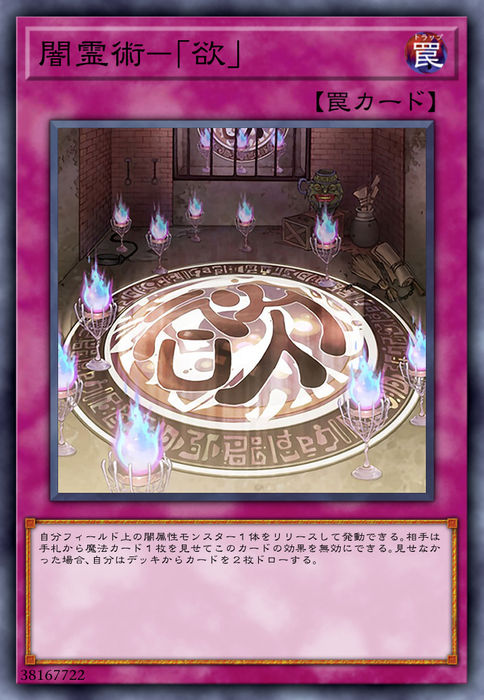 闇霊術-「欲」
トラップ
罠
【罠カード】
欲
自分フィールド上の闇属性モンスター1体をリリースして発動できる。相手は
手札から魔法カード1枚を見せてこのカードの効果を無効にできる。見せなか
った場合、自分はデッキからカードを2枚ドローする。
38167722